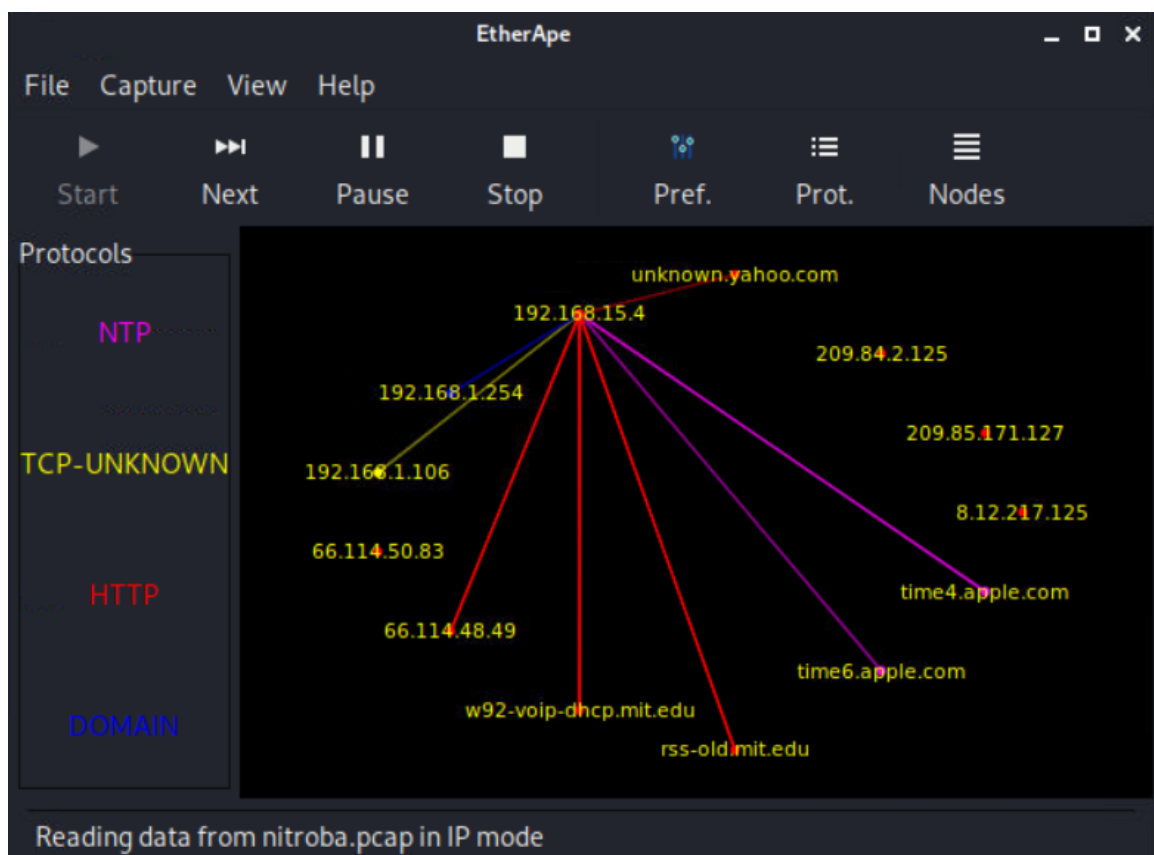 EtherApe
File Capture View Help
Start Next Pause Stop Pref. Prot. Nodes
Protocols
NTP
TCP-UNKNOWN
HTTP
DOMAIN
unknown.yahoo.com
192.168.15.4
209.84.2.125
192.168.1.254
209.85.171.127
192.168.1.106
8.12.217.125
66.114.50.83
time4.apple.com
66.114.48.49
time6.apple.com
w92-voip-dhcp.mit.edu
rss-old.mit.edu
Reading data from nitroba.pcap in IP mode